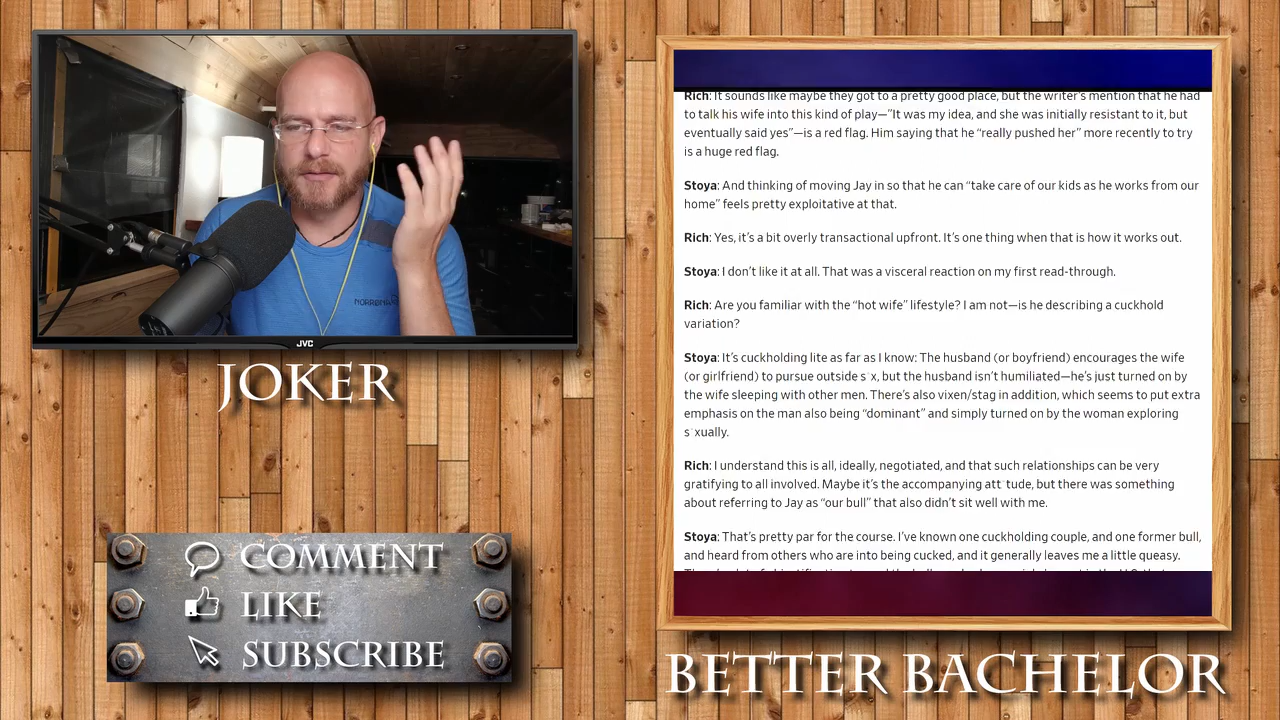 JVC
NORRØNA
JOKER
COMMENT
LIKE
SUBSCRIBE
Rich: It sounds like maybe they got to a pretty good place, but the writer's mention that he had
to talk his wife into this kind of play—"It was my idea, and she was initially resistant to it, but
eventually said yes"—is a red flag. Him saying that he "really pushed her" more recently to try
is a huge red flag.
Stoya: And thinking of moving Jay in so that he can "take care of our kids as he works from our
home" feels pretty exploitative at that.
Rich: Yes, it's a bit overly transactional upfront. It's one thing when that is how it works out.
Stoya: I don't like it at all. That was a visceral reaction on my first read-through.
Rich: Are you familiar with the "hot wife" lifestyle? I am not—is he describing a cuckhold
variation?
Stoya: It's cuckholding lite as far as I know: The husband (or boyfriend) encourages the wife
(or girlfriend) to pursue outside s x, but the husband isn't humiliated—he's just turned on by
the wife sleeping with other men. There's also vixen/stag in addition, which seems to put extra
emphasis on the man also being "dominant" and simply turned on by the woman exploring
s xually.
Rich: I understand this is all, ideally, negotiated, and that such relationships can be very
gratifying to all involved. Maybe it's the accompanying att tude, but there was something
about referring to Jay as "our bull" that also didn't sit well with me.
Stoya: That's pretty par for the course. I've known one cuckholding couple, and one former bull,
and heard from others who are into being cucked, and it generally leaves me a little queasy.
BETTER BACHELOR